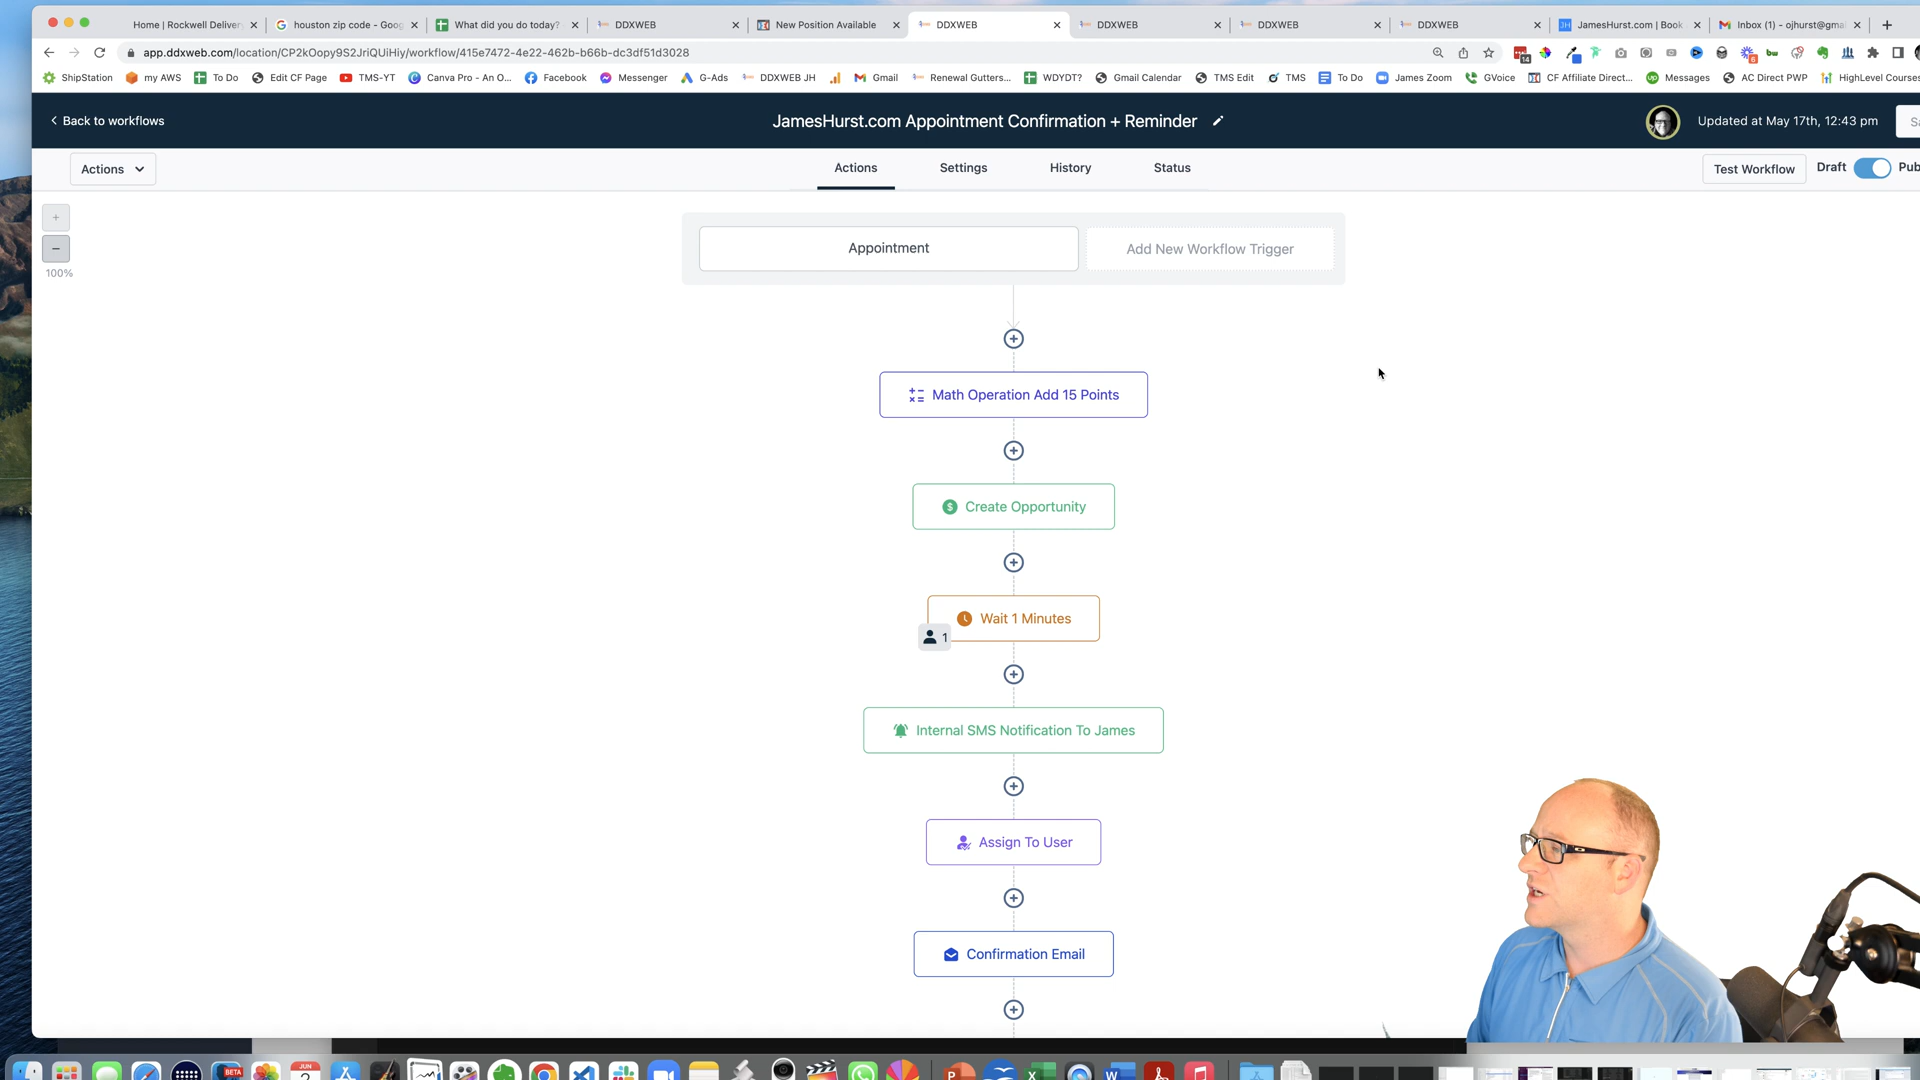 Home | Rockwell Deliver
houston zip code - Goog
What did you do today?
DDXWEB
New Position Available
DDXWEB
DDXWEB
DDXWEB
DDXWEB
JamesHurst.com | Book
Inbox (1) - ojhurst@gma
app.ddxweb.com/location/CP2kOopy9S2JriQUiHiy/workflow/415e7472-4e22-462b-b66b-dc3df51d3028
ShipStation
my AWS
To Do
Edit CF Page
TMS-YT
Canva Pro - An O...
Facebook
Messenger
G-Ads
DDXWEB JH
Gmail
Renewal Gutters...
WDYDT?
Gmail Calendar
TMS Edit
TMS
To Do
James Zoom
GVoice
CF Affiliate Direct...
Messages
AC Direct PWP
HighLevel Courses
Back to workflows
JamesHurst.com Appointment Confirmation + Reminder
Updated at May 17th, 12:43 pm
Sa
Actions
Actions
Settings
History
Status
Test Workflow
Draft
Pub
100%
Appointment
Add New Workflow Trigger
Math Operation Add 15 Points
Create Opportunity
Wait 1 Minutes
1
Internal SMS Notification To James
Assign To User
Confirmation Email
JUN
BETA